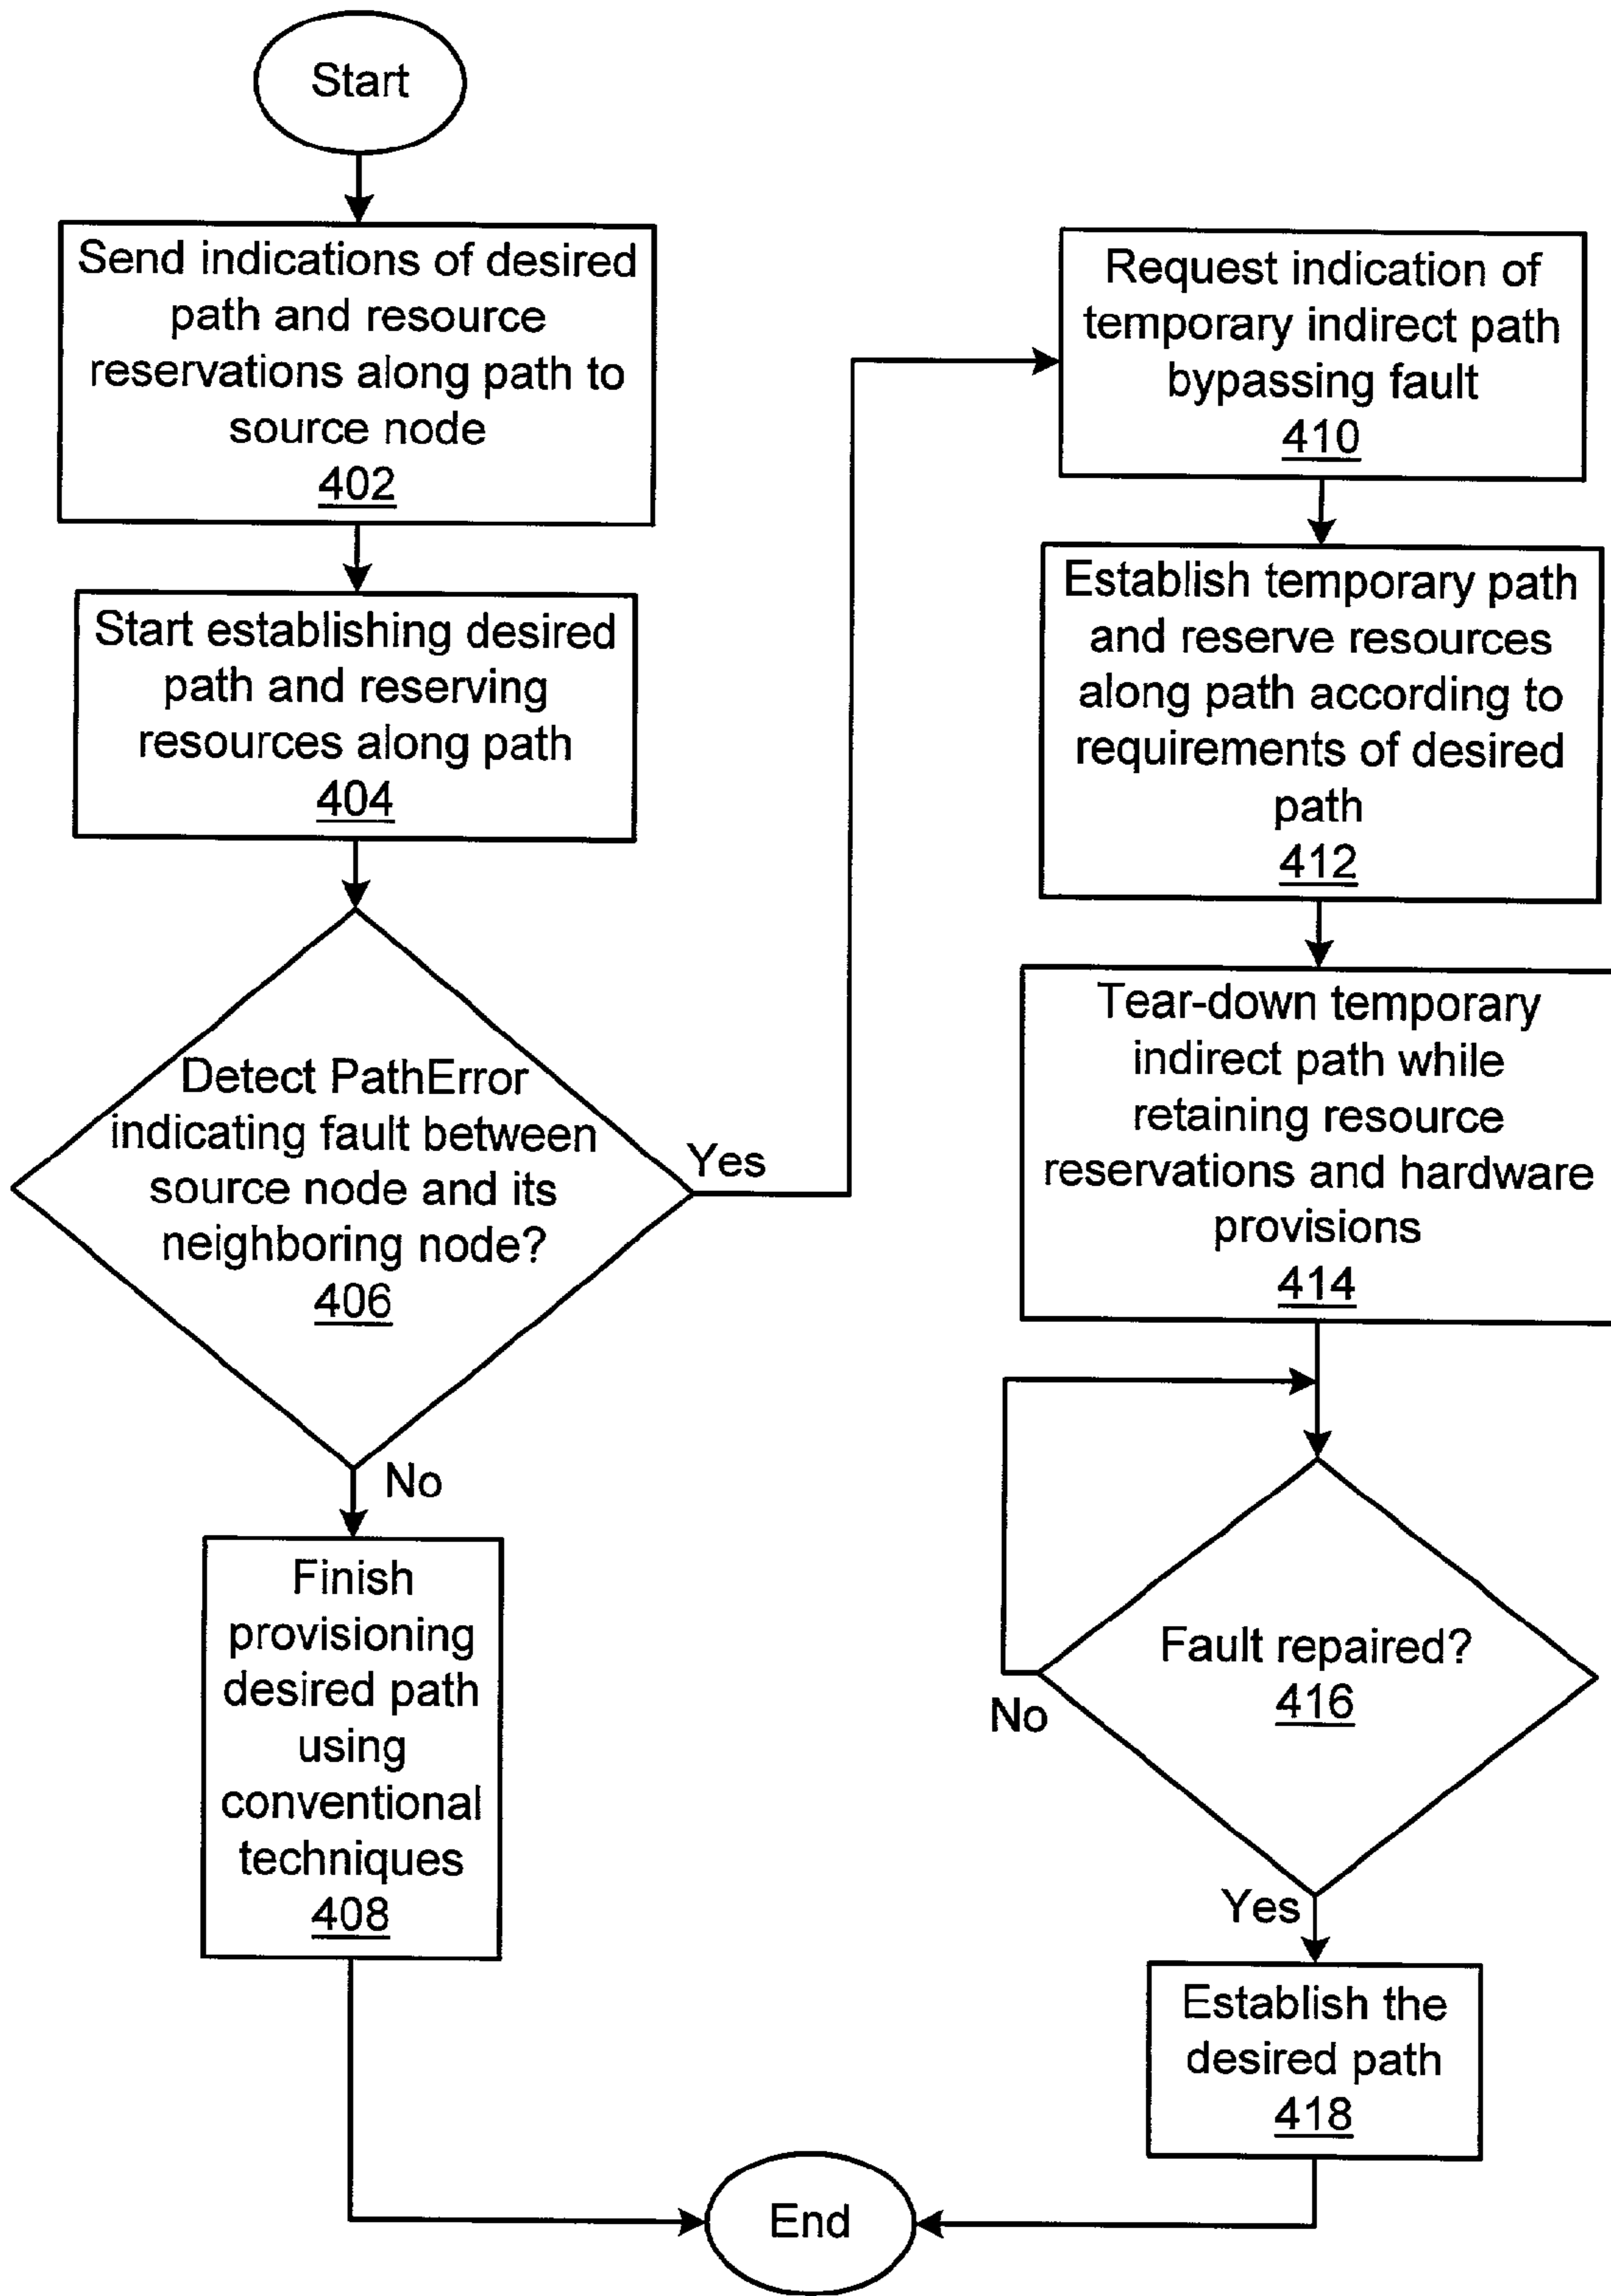 Start
Send indications of desired
path and resource
reservations along path to
source node
402
Start establishing desired
path and reserving
resources along path
404
Detect PathError
indicating fault between
source node and its
neighboring node?
406
Yes
No
Finish
provisioning
desired path
using
conventional
techniques
408
Request indication of
temporary indirect path
bypassing fault
410
Establish temporary path
and reserve resources
along path according to
requirements of desired
path
412
Tear-down temporary
indirect path while
retaining resource
reservations and hardware
provisions
414
Fault repaired?
416
No
Yes
Establish the
desired path
418
End